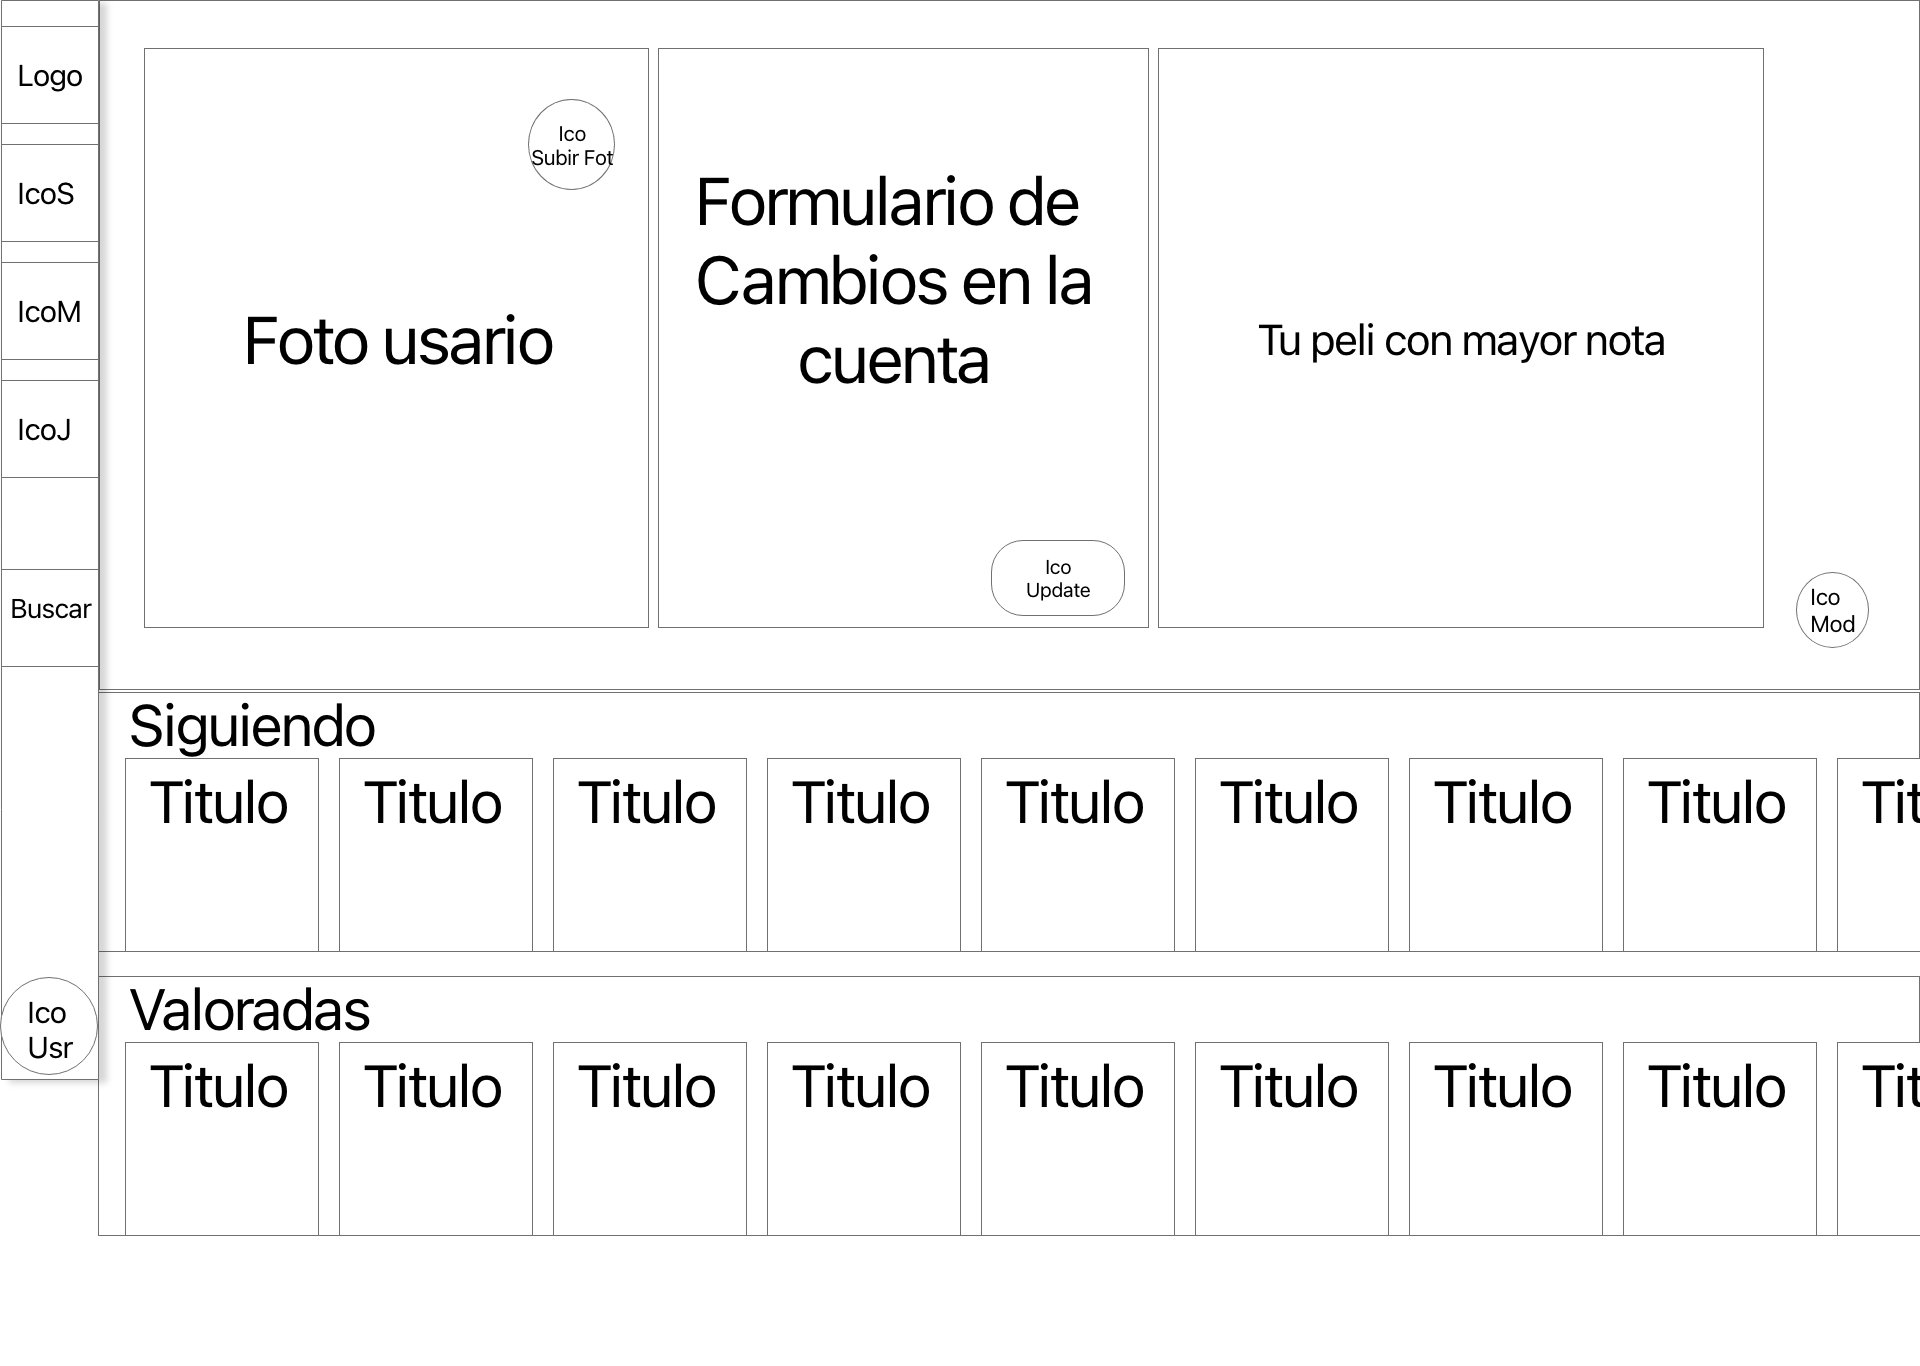 Logo
IcoS
IcoM
IcoJ
Buscar
Ico
Usr
Foto usario
Ico
Subir Fot
Formulario de
Cambios en la
cuenta
Ico
Update
Tu peli con mayor nota
Ico
Mod
Siguiendo
Titulo Titulo Titulo Titulo Titulo Titulo Titulo Titulo Tit
Valoradas
Titulo Titulo Titulo Titulo Titulo Titulo Titulo Titulo Tit